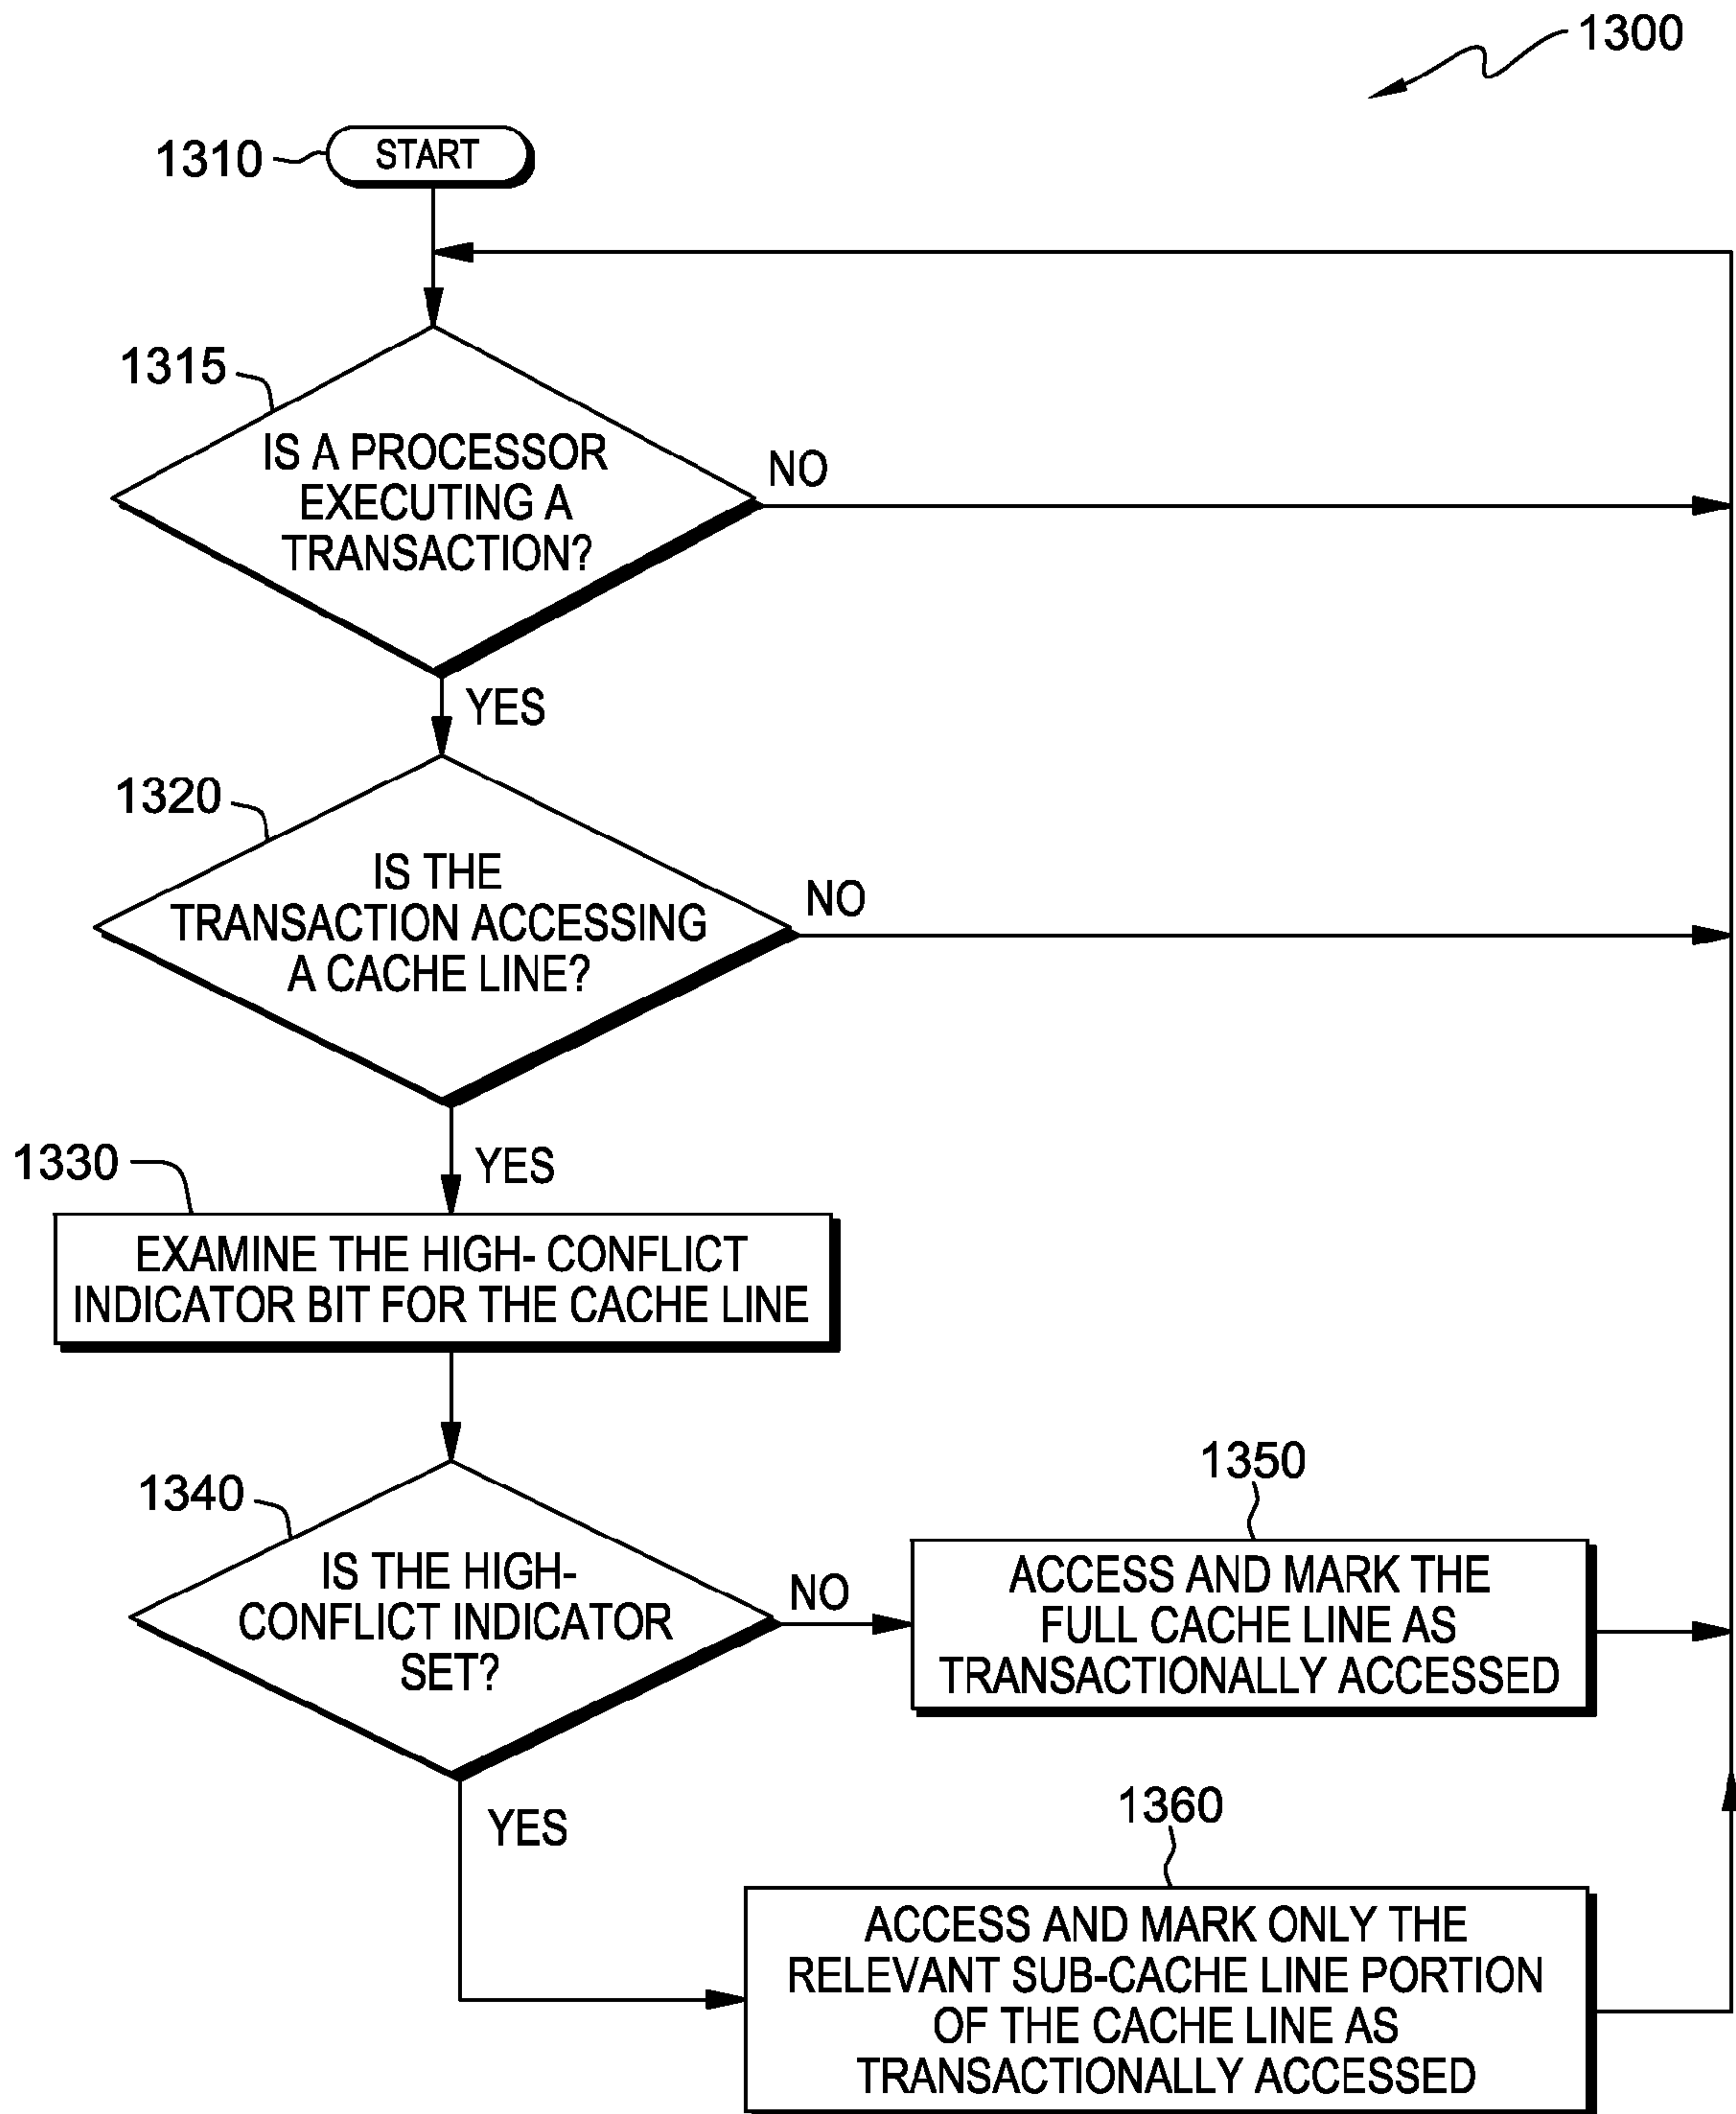 1300
1310
START
1315
IS A PROCESSOR
EXECUTING A
TRANSACTION?
NO
YES
1320
IS THE
TRANSACTION ACCESSING
A CACHE LINE?
NO
YES
1330
EXAMINE THE HIGH- CONFLICT
INDICATOR BIT FOR THE CACHE LINE
1340
IS THE HIGH-
CONFLICT INDICATOR
SET?
NO
YES
1350
ACCESS AND MARK THE
FULL CACHE LINE AS
TRANSACTIONALLY ACCESSED
1360
ACCESS AND MARK ONLY THE
RELEVANT SUB-CACHE LINE PORTION
OF THE CACHE LINE AS
TRANSACTIONALLY ACCESSED